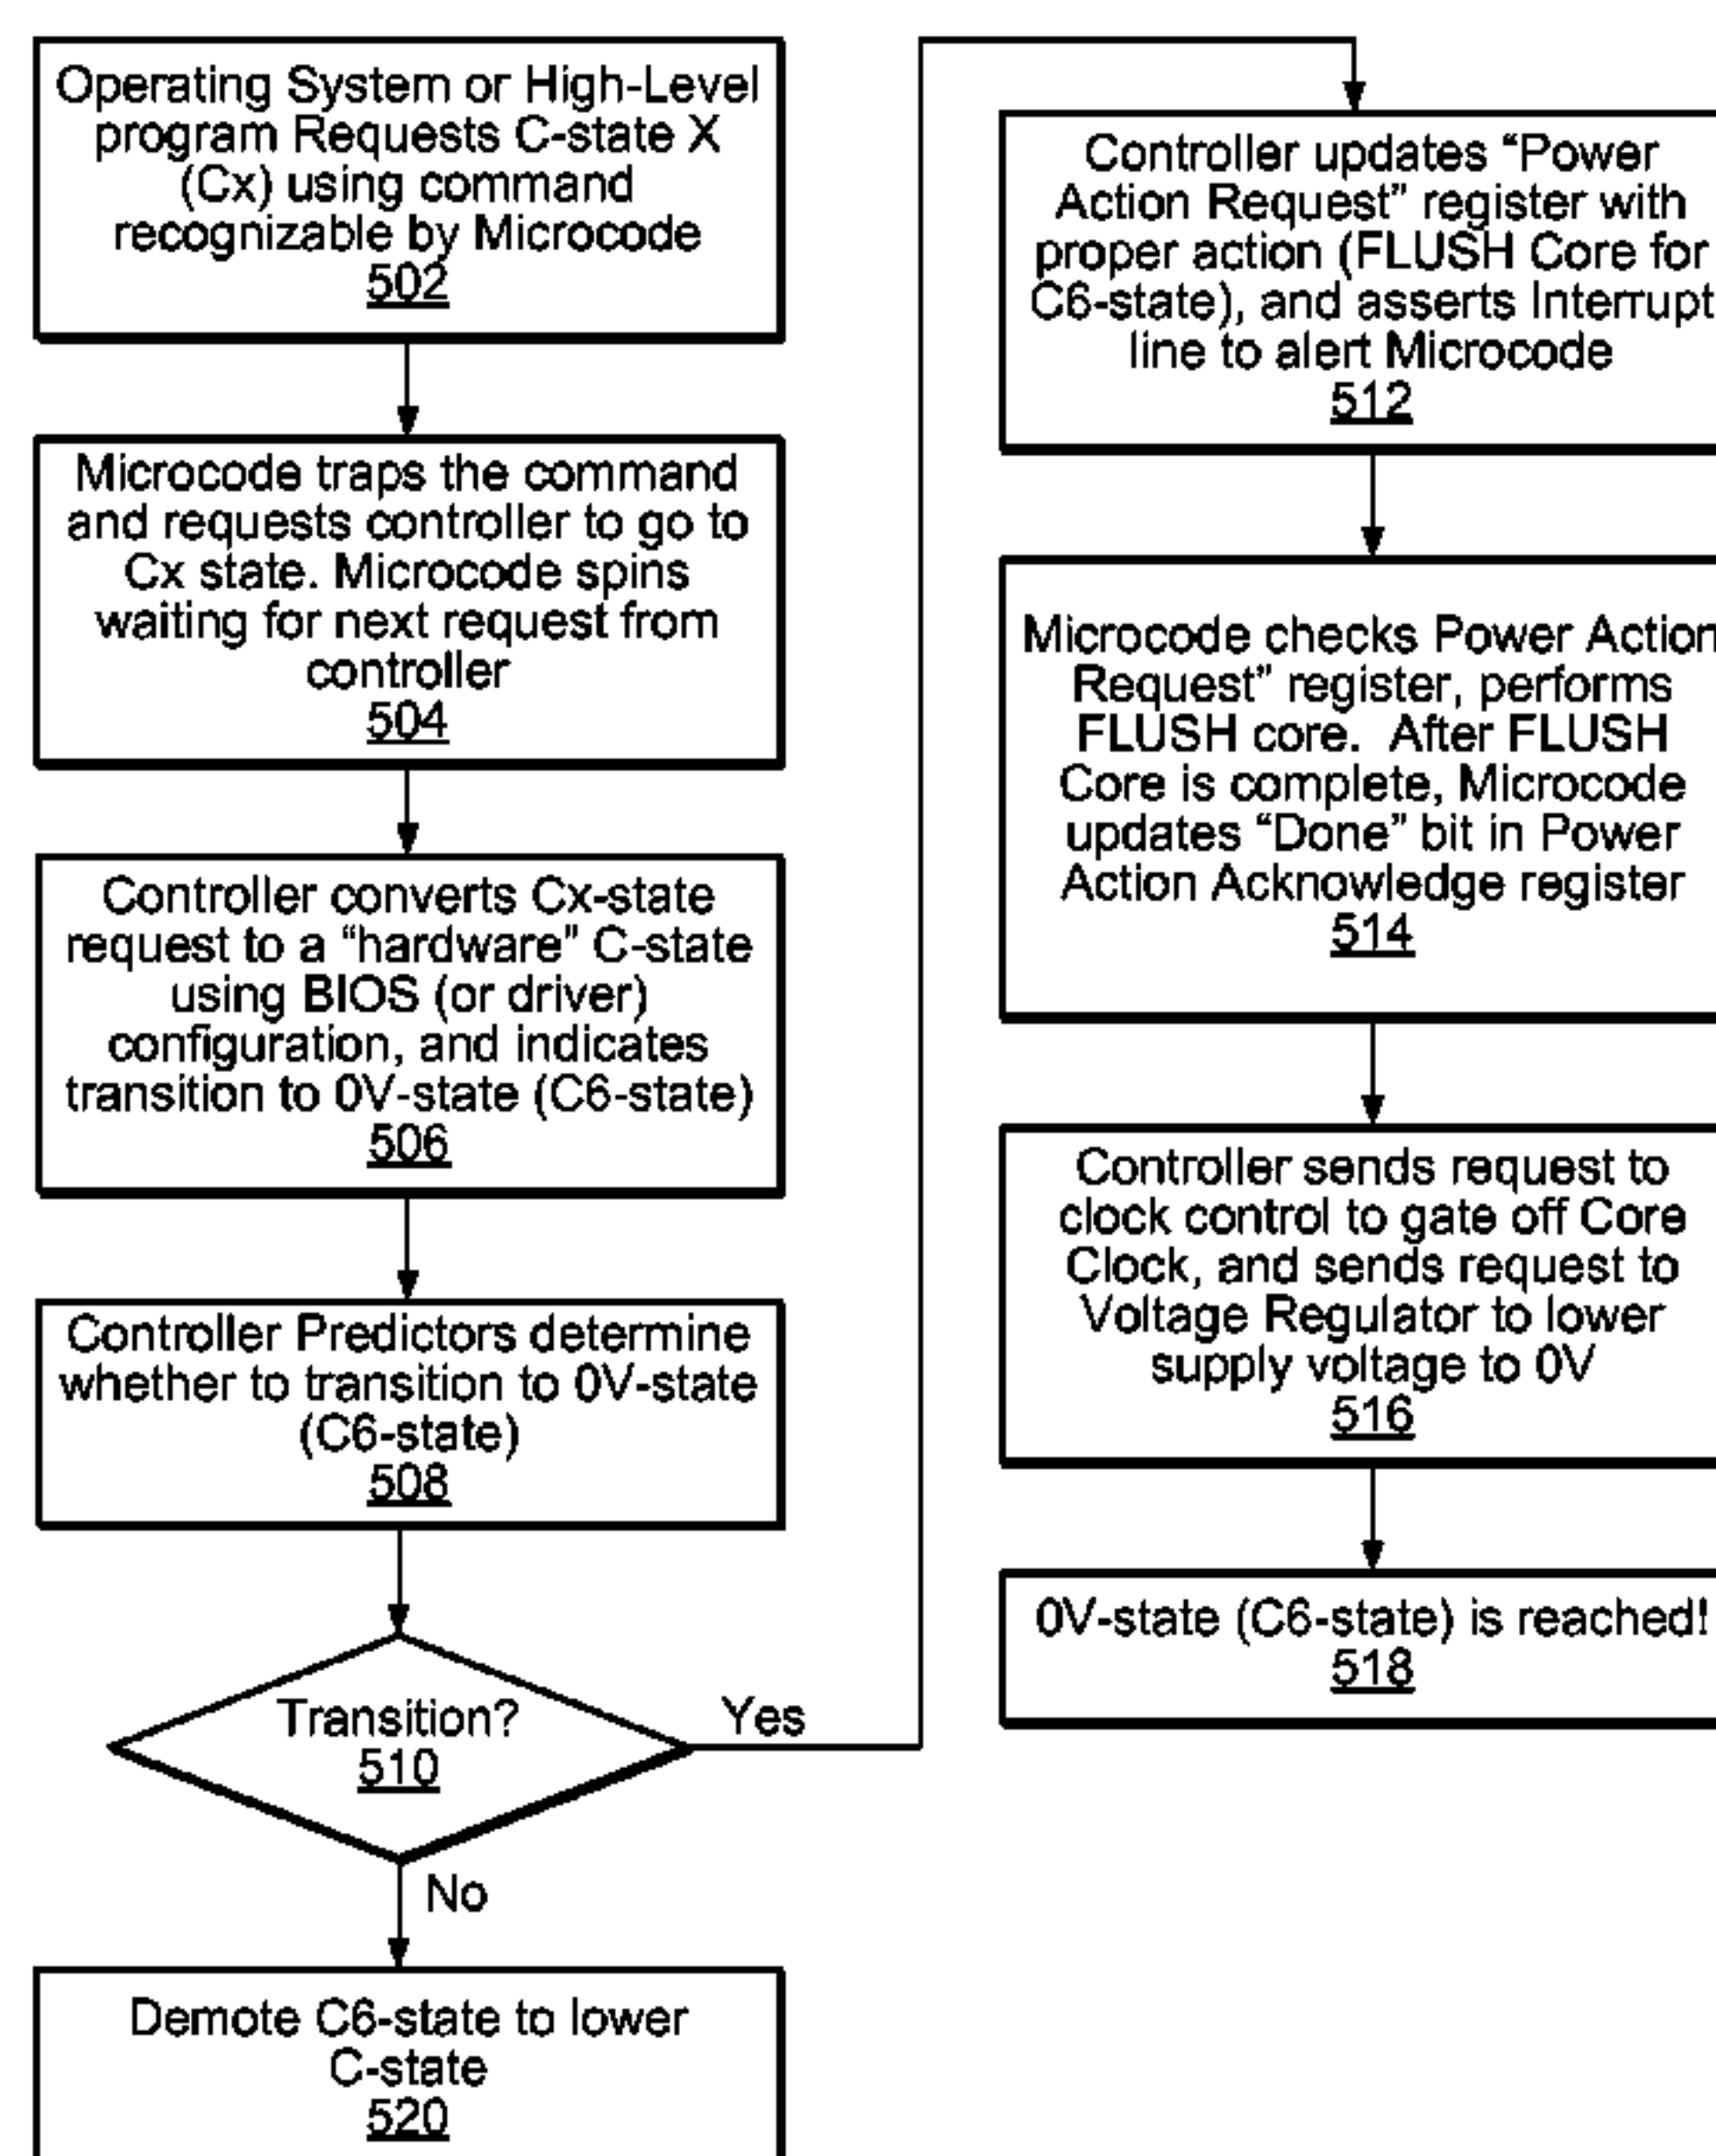 Operating System or High-Level
program Requests C-state X
(Cx) using command
recognizable by Microcode
502
Microcode traps the command
and requests controller to go to
Cx state. Microcode spins
waiting for next request from
controller
504
Controller converts Cx-state
request to a “hardware” C-state
using BIOS (or driver)
configuration, and indicates
transition to 0V-state (C6-state)
506
Controller Predictors determine
whether to transition to 0V-state
(C6-state)
508
Transition?
510
Yes
No
Demote C6-state to lower
C-state
520
Controller updates “Power
Action Request” register with
proper action (FLUSH Core for
C6-state), and asserts Interrupt
line to alert Microcode
512
Microcode checks Power Action
Request” register, performs
FLUSH core. After FLUSH
Core is complete, Microcode
updates “Done” bit in Power
Action Acknowledge register
514
Controller sends request to
clock control to gate off Core
Clock, and sends request to
Voltage Regulator to lower
supply voltage to 0V
516
0V-state (C6-state) is reached!
518